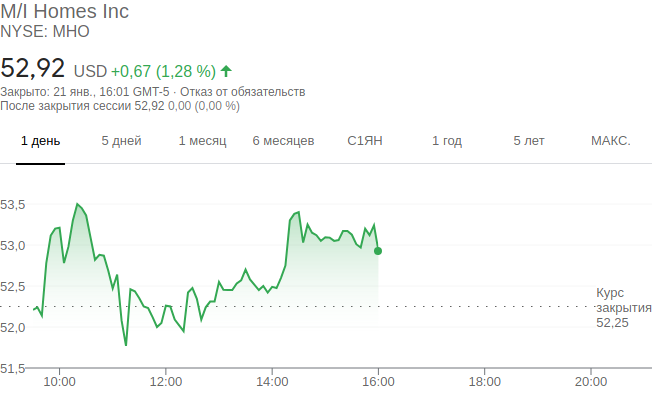 M/I Homes Inc
NYSE: MHO
52,92 USD +0,67 (1,28 %)
Закрыто: 21 янв., 16:01 GMT-5 · Отказ от обязательств
После закрытия сессии 52,92 0,00 (0,00 %)
1 день 5 дней 1 месяц 6 месяцев С1ЯН 1 год 5 лет МАКС.
53,5
53,0
52,5
Курс
закрытия
52,25
52,0
51,5
10:00 12:00 14:00 16:00 18:00 20:00